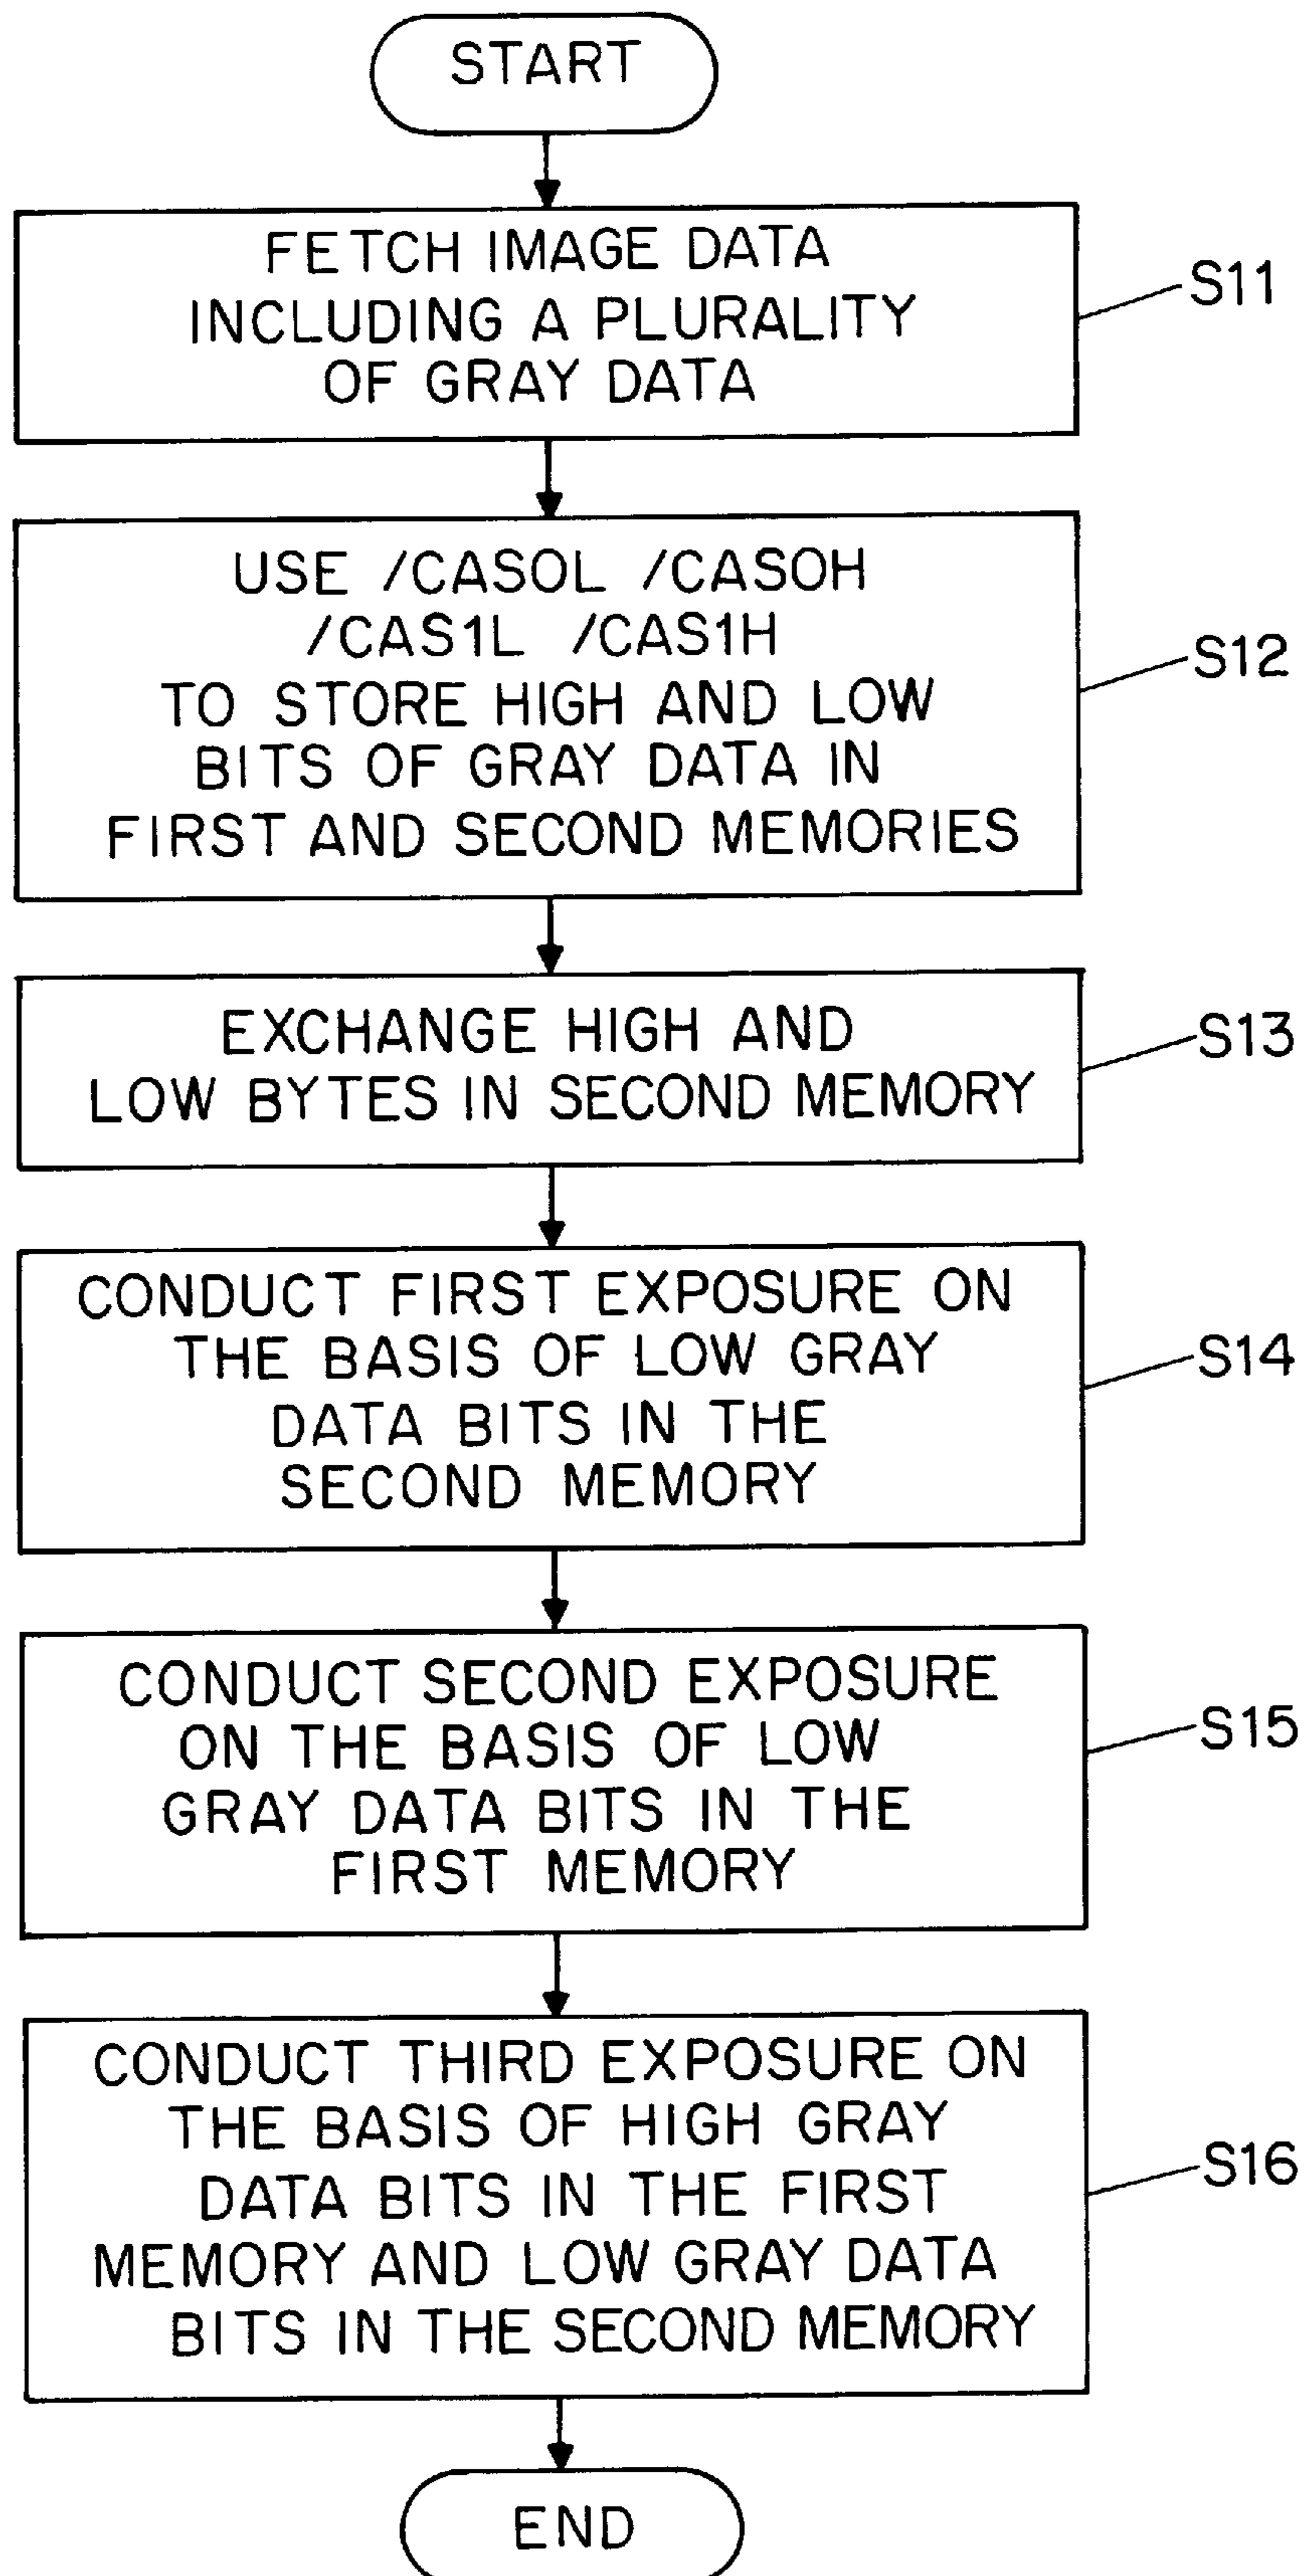 START
FETCH IMAGE DATA
INCLUDING A PLURALITY
OF GRAY DATA
S11
USE /CAS0L /CAS0H
/CAS1L /CAS1H
TO STORE HIGH AND LOW
BITS OF GRAY DATA IN
FIRST AND SECOND MEMORIES
S12
EXCHANGE HIGH AND
LOW BYTES IN SECOND MEMORY
S13
CONDUCT FIRST EXPOSURE ON
THE BASIS OF LOW GRAY
DATA BITS IN THE
SECOND MEMORY
S14
CONDUCT SECOND EXPOSURE
ON THE BASIS OF LOW
GRAY DATA BITS IN THE
FIRST MEMORY
S15
CONDUCT THIRD EXPOSURE ON
THE BASIS OF HIGH GRAY
DATA BITS IN THE FIRST
MEMORY AND LOW GRAY DATA
BITS IN THE SECOND MEMORY
S16
END